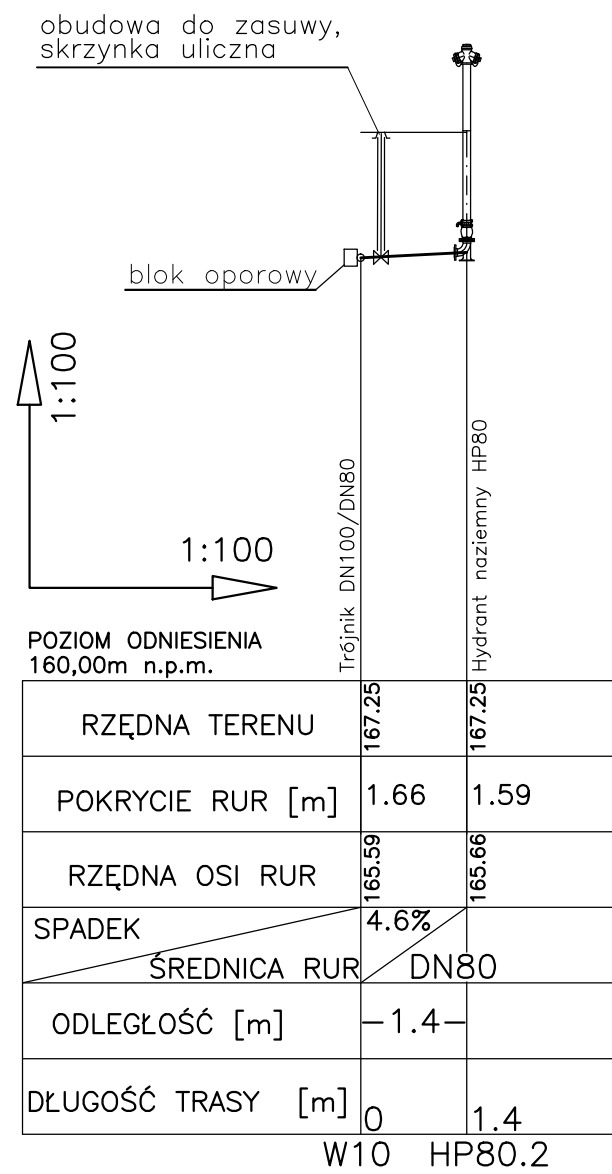 obudowa do zasuwy,
skrzynka uliczna
blok oporowy
1:100
1:100
Trójnik DN100/DN80
Hydrant naziemny HP80
POZIOM ODNIESIENIA
160,00m n.p.m.
RZĘDNA TERENU
167.25
167.25
POKRYCIE RUR [m]
1.66
1.59
RZĘDNA OSI RUR
165.59
165.66
SPADEK
4.6%
ŚREDNICA RUR
DN80
ODLEGŁOŚĆ [m]
1.4
DŁUGOŚĆ TRASY [m]
0
1.4
W10
HP80.2